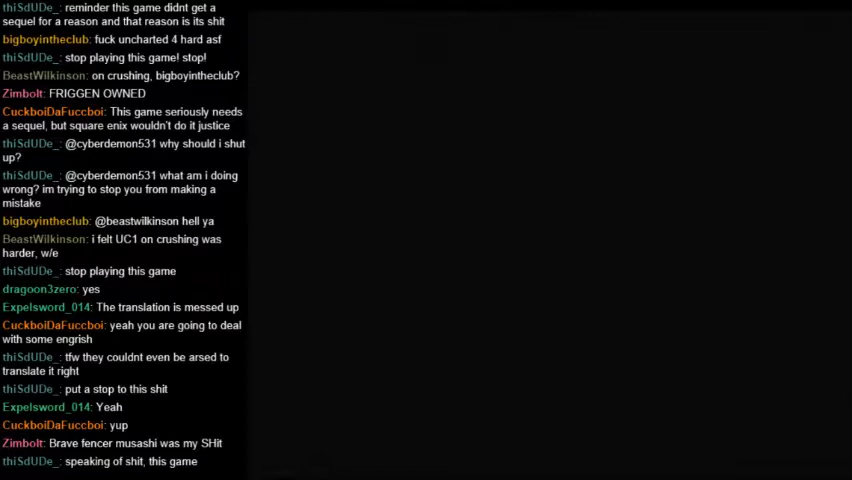 thiSdUDe_: reminder this game didnt get a
sequel for a reason and that reason is its shit
bigboyintheclub: fuck uncharted 4 hard asf
thiSdUDe_: stop playing this game! stop!
BeastWilkinson: on crushing, bigboyintheclub?
Zimbolt: FRIGGEN OWNED
CuckboiDaFuccboi: This game seriously needs
a sequel, but square enix wouldn't do it justice
thiSdUDe_: @cyberdemon531 why should i shut
up?
thiSdUDe_: @cyberdemon531 what am i doing
wrong? im trying to stop you from making a
mistake
bigboyintheclub: @beastwilkinson hell ya
BeastWilkinson: i felt UC1 on crushing was
harder, w/e
thiSdUDe_: stop playing this game
dragoon3zero: yes
Expelsword_014: The translation is messed up
CuckboiDaFuccboi: yeah you are going to deal
with some engrish
thiSdUDe_: tfw they couldnt even be arsed to
translate it right
thiSdUDe_: put a stop to this shit
Expelsword_014: Yeah
CuckboiDaFuccboi: yup
Zimbolt: Brave fencer musashi was my SHit
thiSdUDe_: speaking of shit, this game